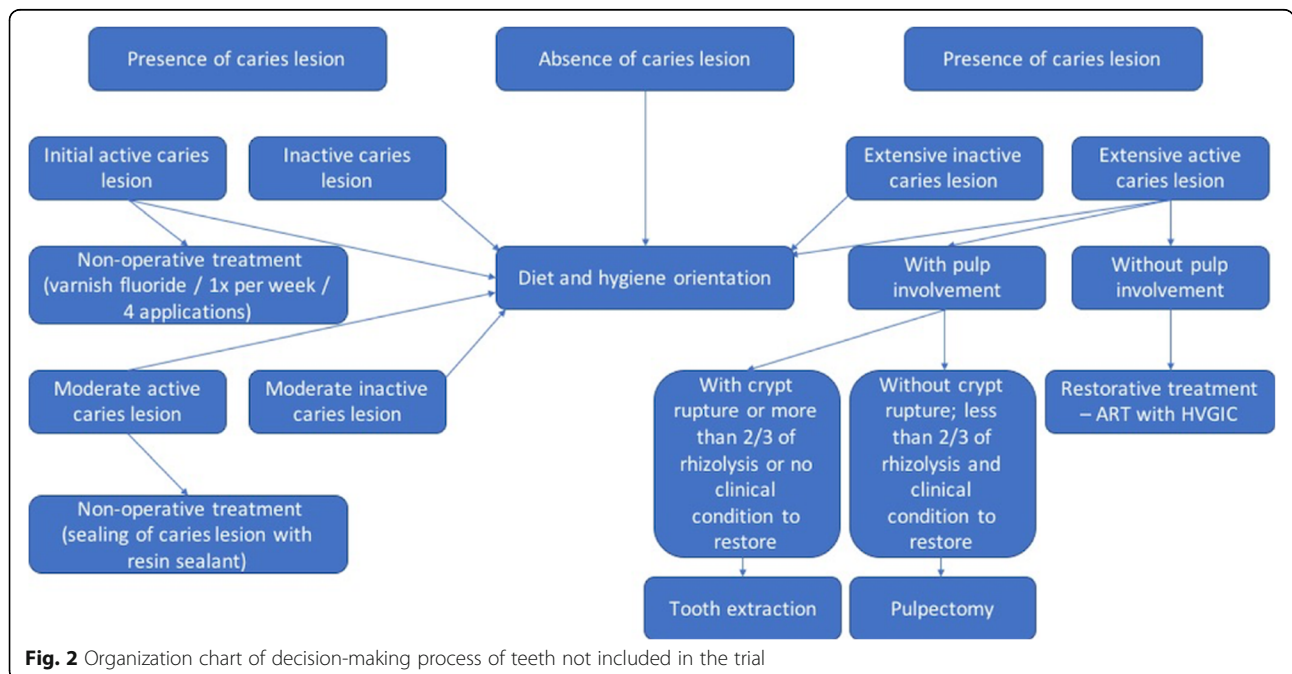 Presence of caries lesion
Absence of caries lesion
Presence of caries lesion
Initial active caries
lesion
Inactive caries
lesion
Extensive inactive
caries lesion
Extensive active
caries lesion
Non-operative treatment
(varnish fluoride / 1x per week /
4 applications)
Diet and hygiene orientation
With pulp
involvement
Without pulp
involvement
Moderate active
caries lesion
Moderate inactive
caries lesion
With crypt
rupture or more
than 2/3 of
rhizolysis or no
clinical
condition to
restore
Without crypt
rupture; less
than 2/3 of
rhizolysis and
clinical
condition to
restore
Restorative treatment
– ART with HVGIC
Non-operative treatment
(sealing of caries lesion with
resin sealant)
Tooth extraction
Pulpectomy
Fig. 2 Organization chart of decision-making process of teeth not included in the trial